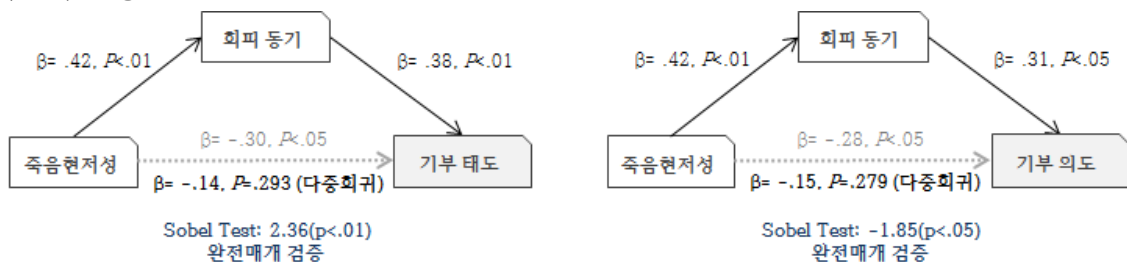 회피 동기
β= .42, P<.01
β= .38, P<.01
β= -.30, P<.05
죽음현저성
기부 태도
β= -.14, P=.293 (다중회귀)
Sobel Test: 2.36(p<.01)
완전매개 검증
회피 동기
β= .42, P<.01
β= .31, P<.05
β= -.28, P<.05
죽음현저성
기부 의도
β= -.15, P=.279 (다중회귀)
Sobel Test: -1.85(p<.05)
완전매개 검증